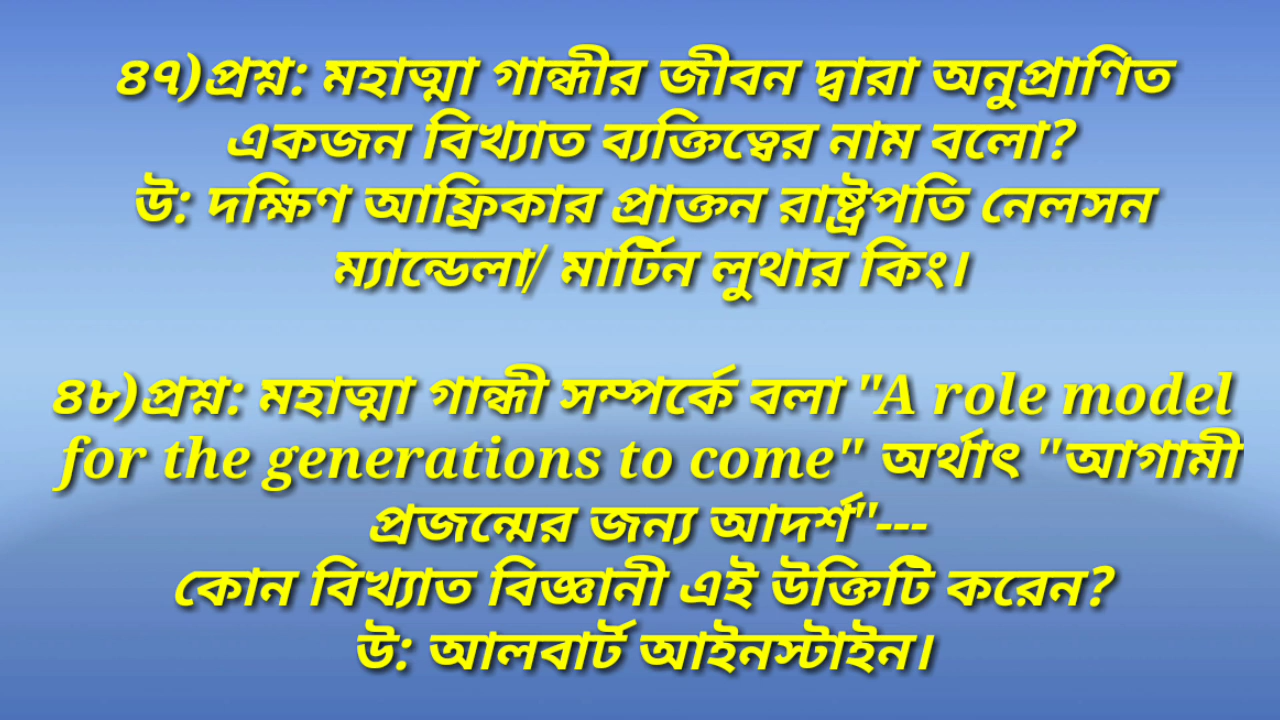 ৪৭)প্রশ্ন: মহাত্মা গান্ধীর জীবন দ্বারা অনুপ্রাণিত
একজন বিখ্যাত ব্যক্তিত্বের নাম বলো?
উ: দক্ষিণ আফ্রিকার প্রাক্তন রাষ্ট্রপতি নেলসন
ম্যান্ডেলা/ মার্টিন লুথার কিং।
৪৮)প্রশ্ন: মহাত্মা গান্ধী সম্পর্কে বলা "A role model
for the generations to come" অর্থাৎ "আগামী
প্রজন্মের জন্য আদর্শ"---
কোন বিখ্যাত বিজ্ঞানী এই উক্তিটি করেন?
উ: আলবার্ট আইনস্টাইন।